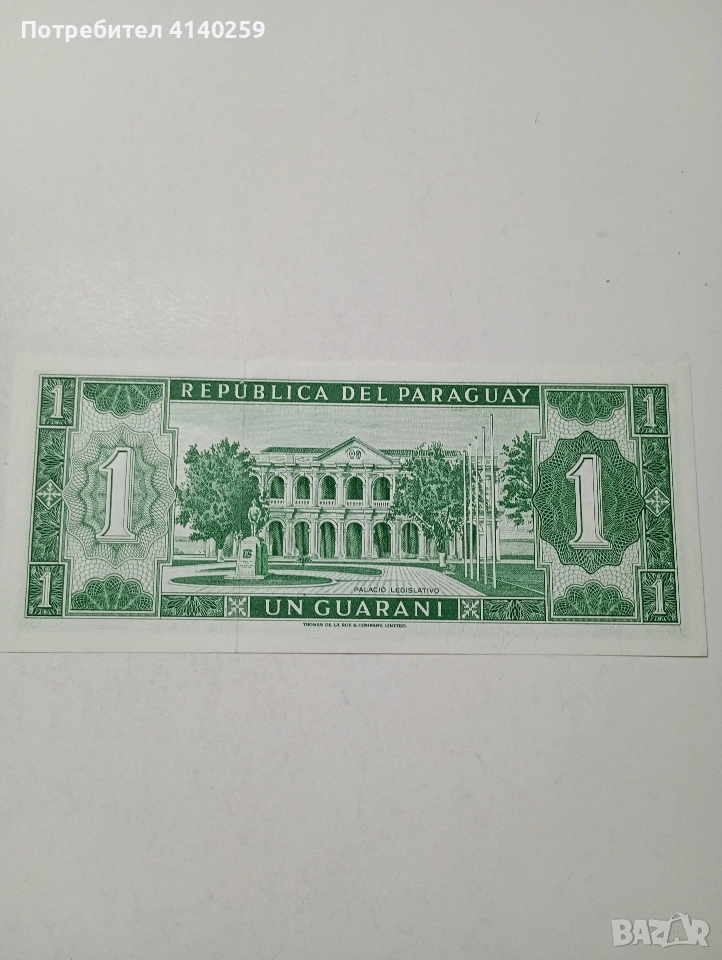 Потребител 4140259
REPÚBLICA DEL PARAGUAY
1 1
1 1
PALACIO LEGISLATIVO
1 UN GUARANI 1
THOMAS DE LA RUE & COMPANY, LIMITED.
BAZAR